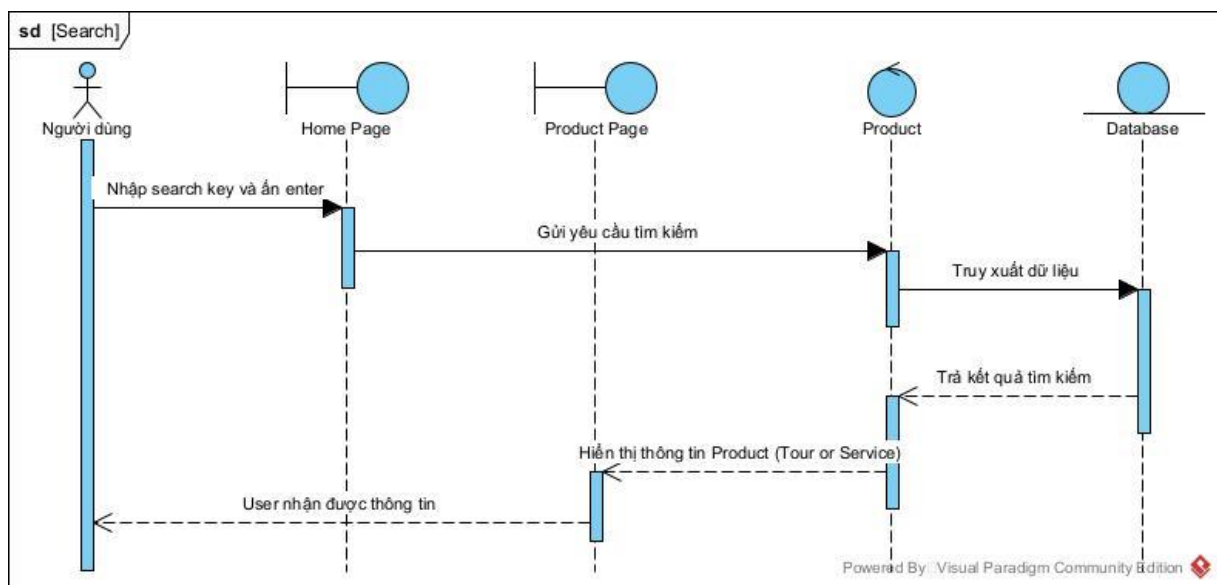 sd [Search]
Người dùng
Home Page
Product Page
Product
Database
Nhập search key và ấn enter
Gửi yêu cầu tìm kiếm
Truy xuất dữ liệu
Trả kết quả tìm kiếm
Hiển thị thông tin Product (Tour or Service)
User nhận được thông tin
Powered By Visual Paradigm Community Edition